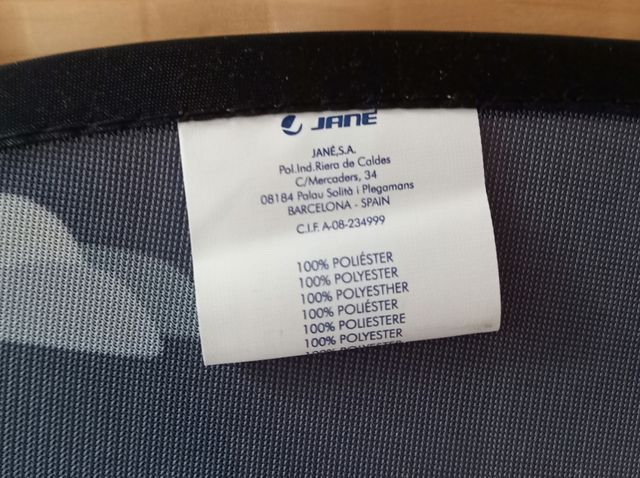 JANÉ
JANÉ,S.A.
Pol.Ind.Riera de Caldes
C/Mercaders, 34
08184 Palau Solità i Plegamans
BARCELONA - SPAIN
C.I.F. A-08-234999
100% POLIÉSTER
100% POLYESTER
100% POLYESTHER
100% POLIÉSTER
100% POLIESTERE
100% POLYESTER